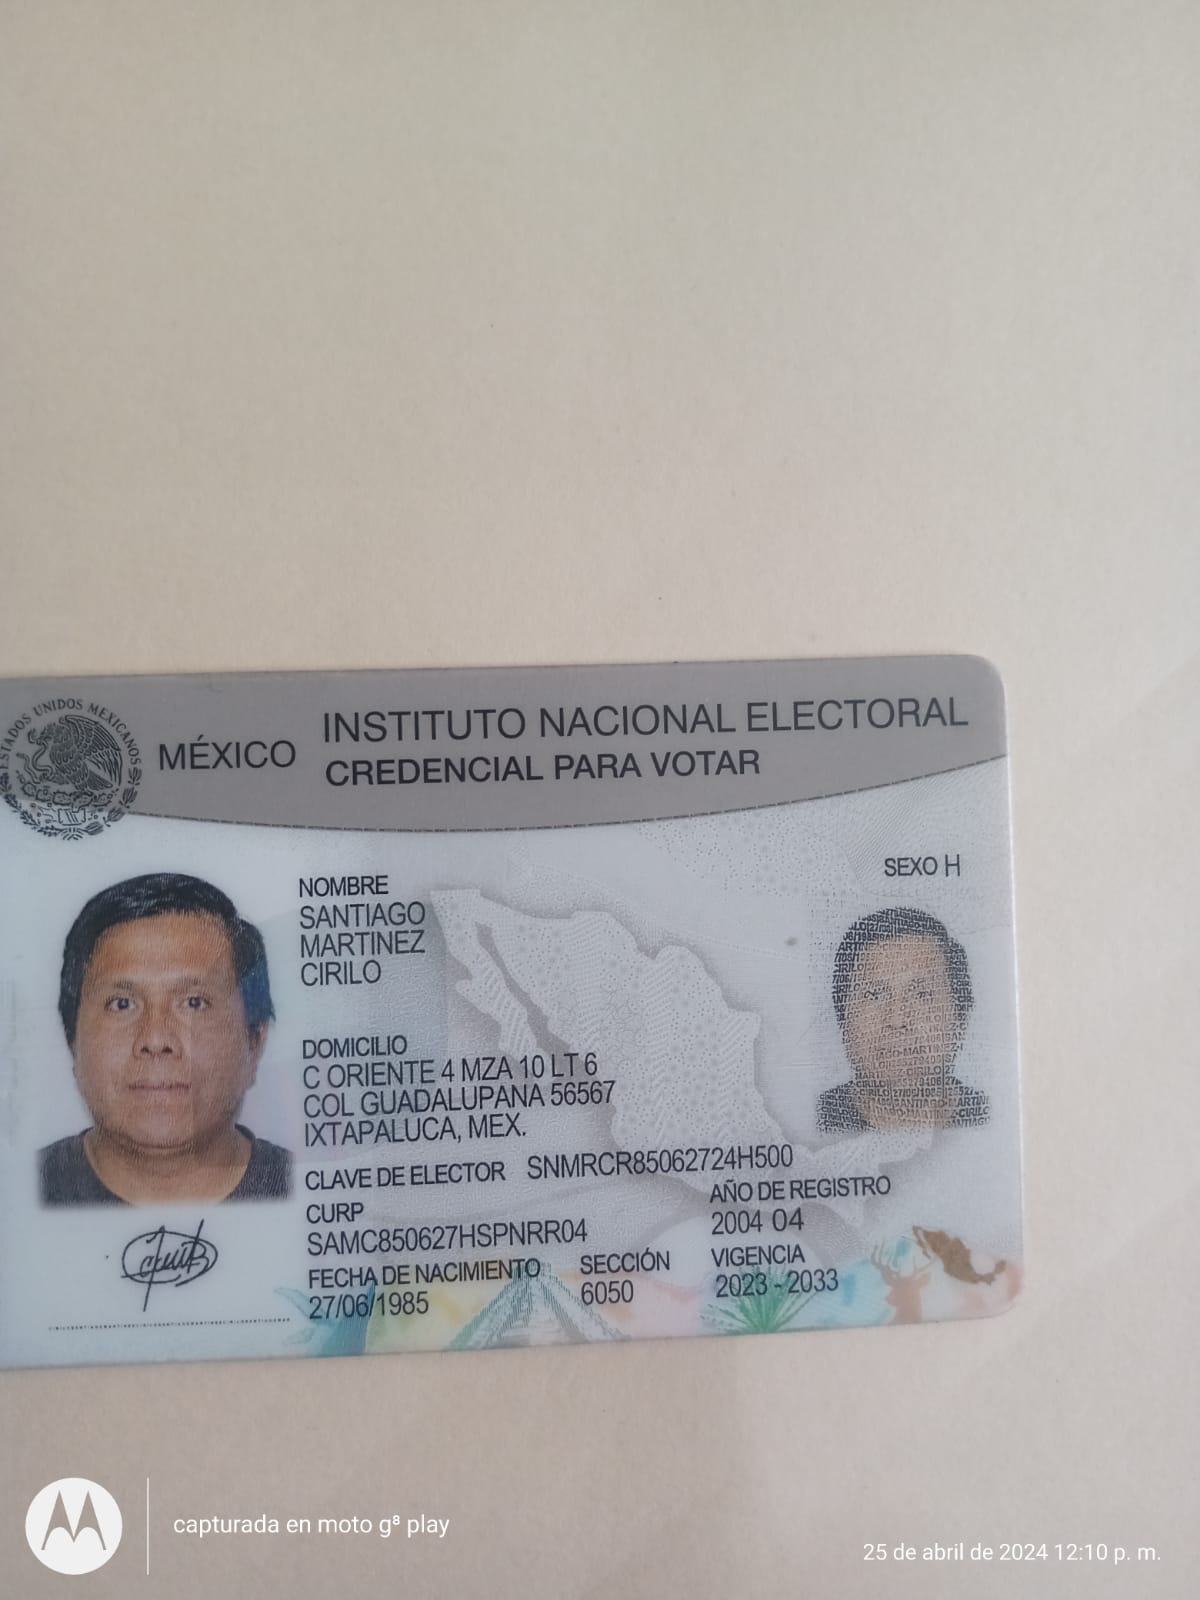 ESTADOS UNIDOS MEXICANOS
MÉXICO
INSTITUTO NACIONAL ELECTORAL
CREDENCIAL PARA VOTAR
SEXO H
NOMBRE
SANTIAGO
MARTINEZ
CIRILO
DOMICILIO
C ORIENTE 4 MZA 10 LT 6
COL GUADALUPANA 56567
IXTAPALUCA, MEX.
CLAVE DE ELECTOR SNMRCR85062724H500
CURP
SAMC850627HSPNRR04
AÑO DE REGISTRO
2004 04
FECHA DE NACIMIENTO
27/06/1985
SECCIÓN
6050
VIGENCIA
2023 - 2033
capturada en moto g⁸ play
25 de abril de 2024 12:10 p. m.